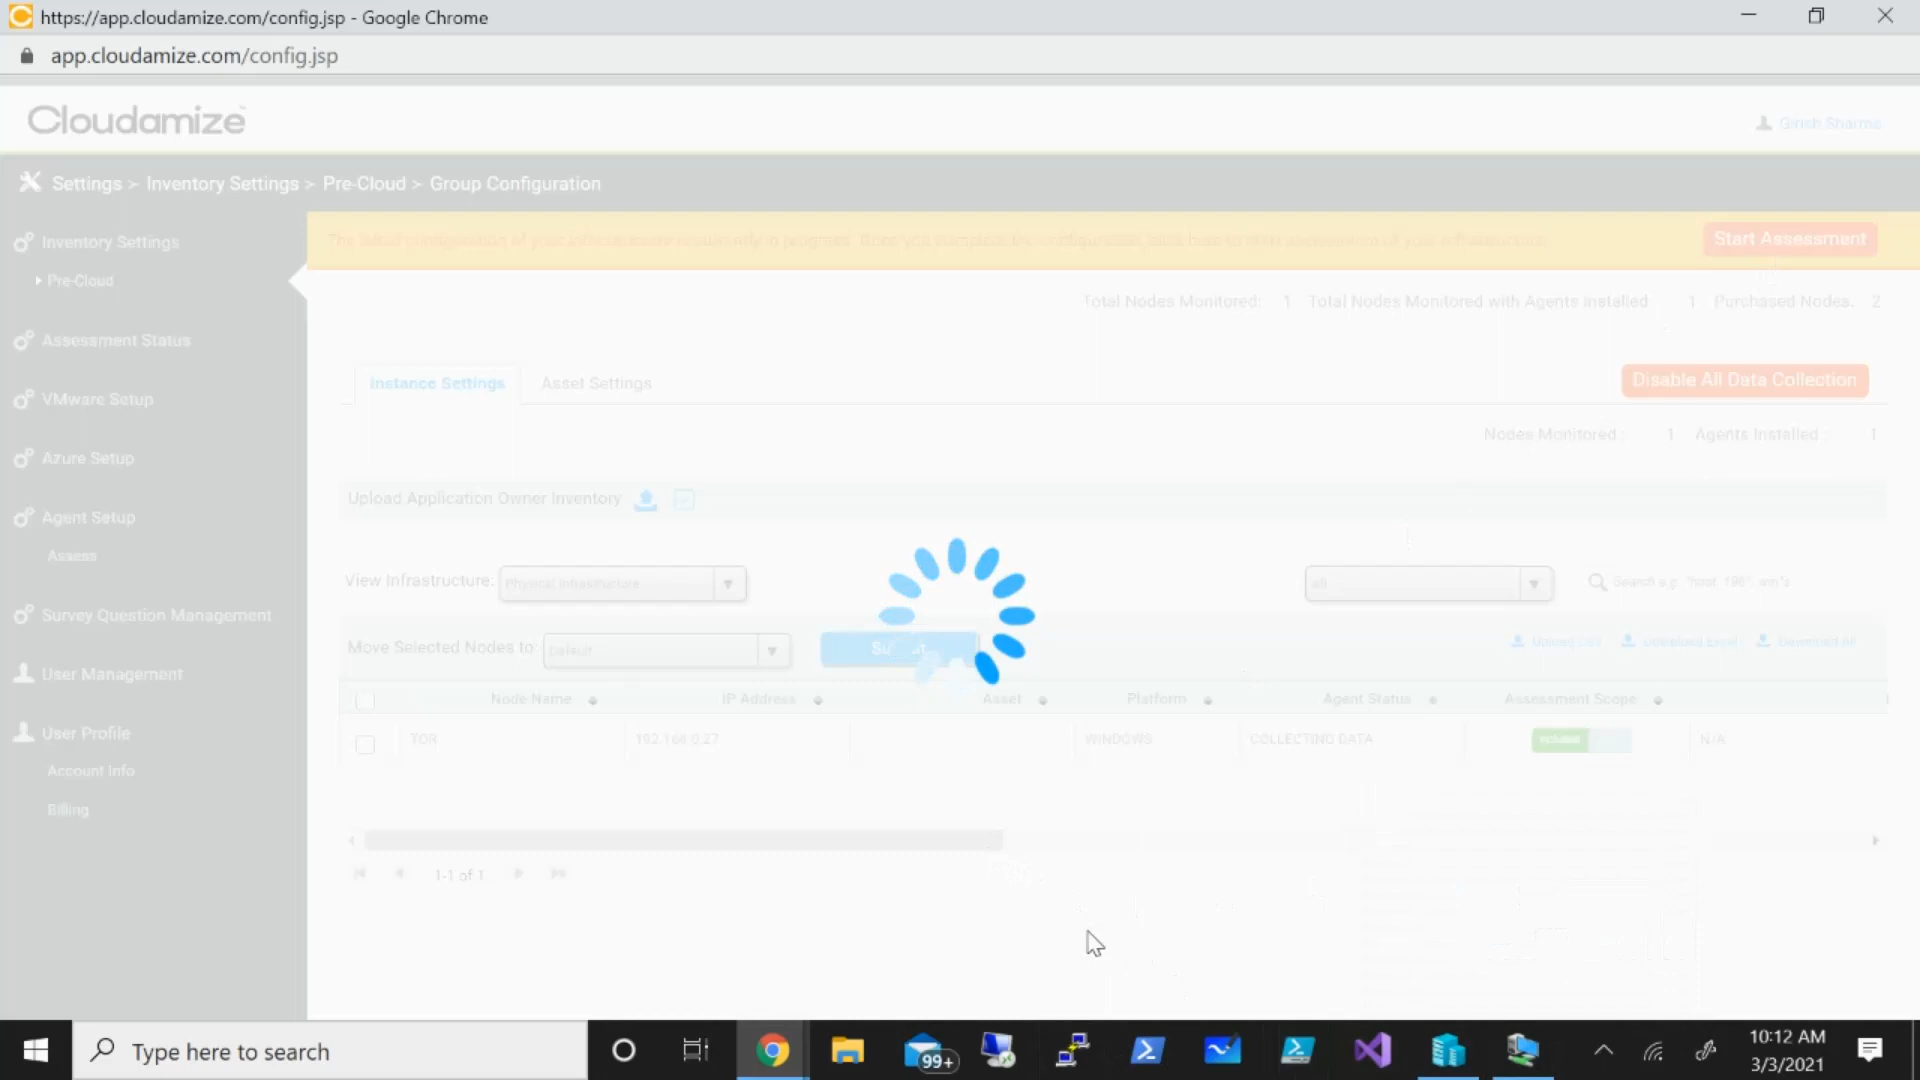 https://app.cloudamize.com/config.jsp - Google Chrome
app.cloudamize.com/config.jsp
Cloudamize
Girish Sharma
Settings > Inventory Settings > Pre-Cloud > Group Configuration
Inventory Settings
Pre-Cloud
Assessment Status
VMware Setup
Azure Setup
Agent Setup
Assess
Survey Question Management
User Management
User Profile
Account Info
Billing
Start Assessment
Total Nodes Monitored: 1 Total Nodes Monitored with Agents Installed 1 Purchased Nodes: 2
Instance Settings Asset Settings
Disable All Data Collection
Nodes Monitored : 1 Agents Installed : 1
Upload Application Owner Inventory
View Infrastructure: Physical Infrastructure all Search e.g.
Move Selected Nodes to Default Download All
Node Name IP Address Asset Platform Agent Status Assessment Scope
TOR 192.168.0.27 WINDOWS COLLECTING DATA N/A
1-1 of 1
Type here to search
99+
10:12 AM
3/3/2021